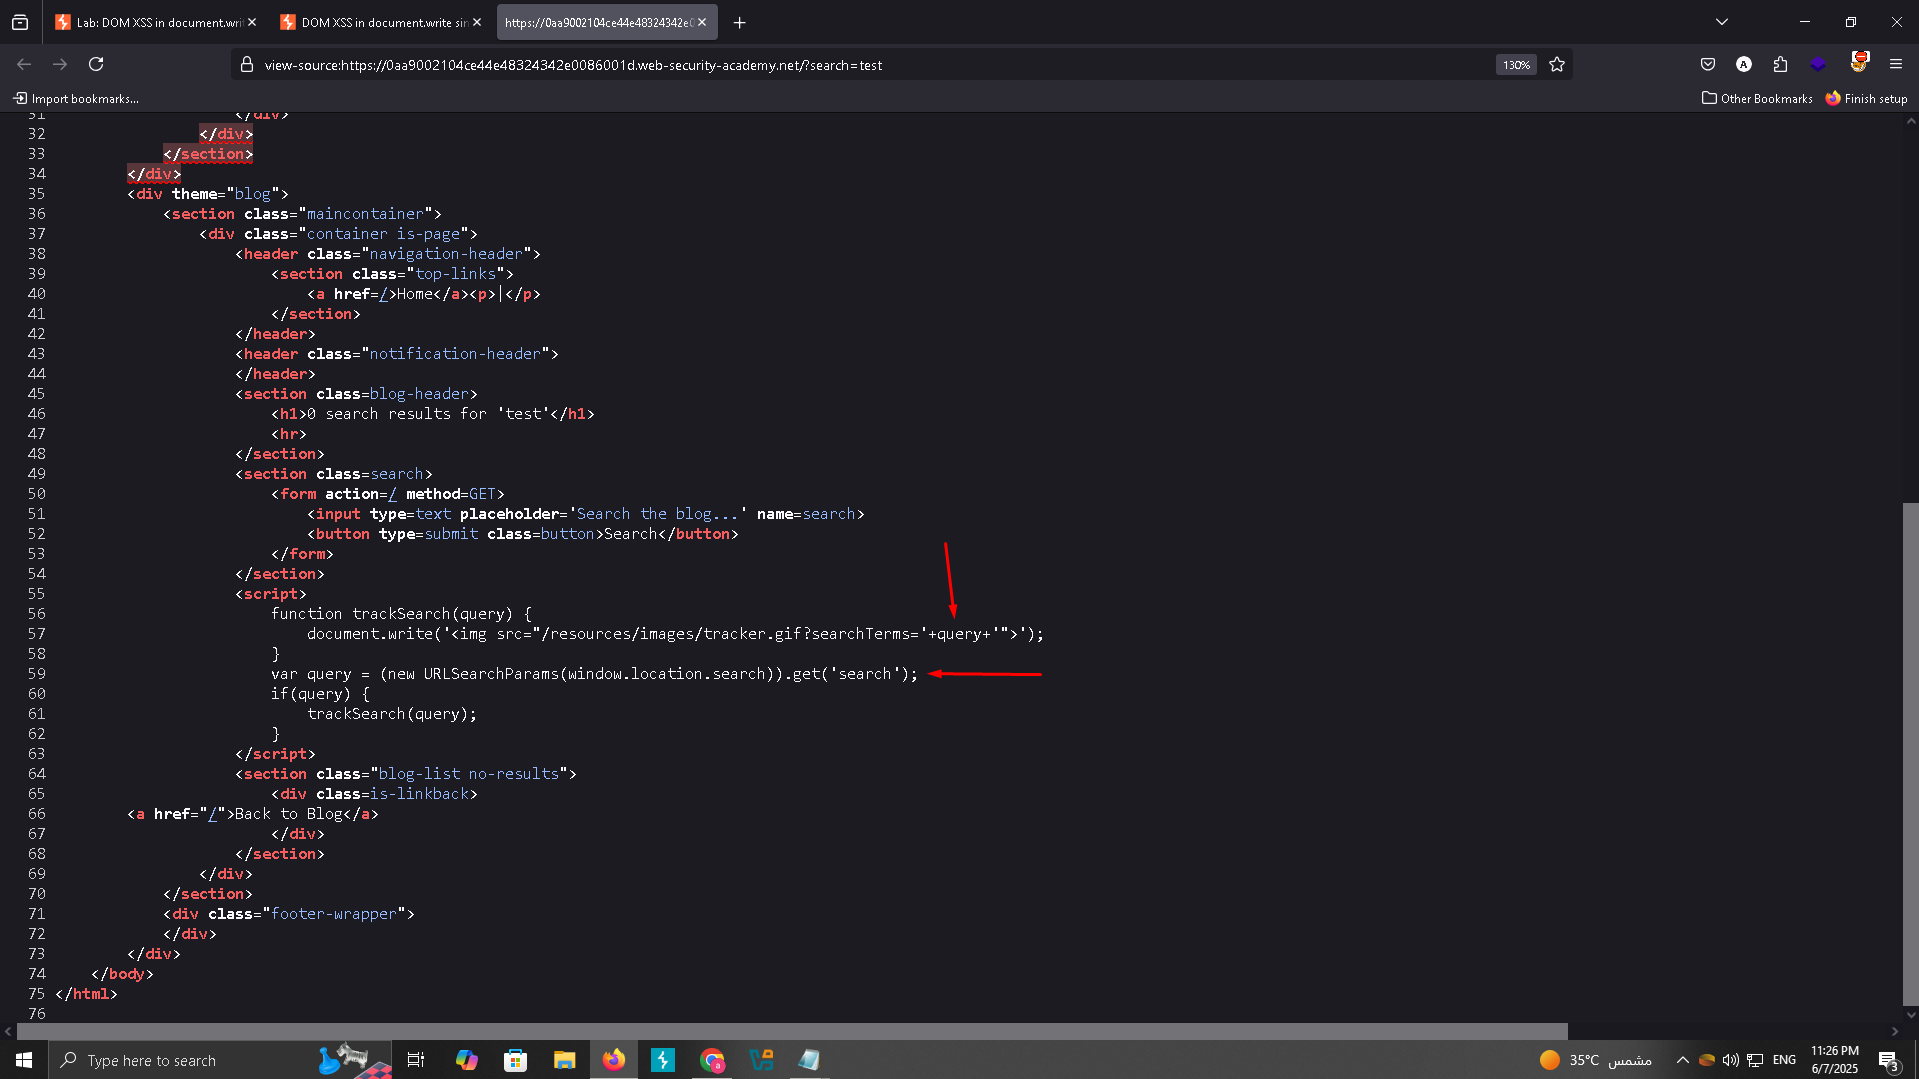 Lab: DOM XSS in document.writ
DOM XSS in document.write sin
https://0aa9002104ce44e48324342e0
view-source:https://0aa9002104ce44e48324342e0086001d.web-security-academy.net/?search=test
130%
A
Import bookmarks...
Other Bookmarks
Finish setup
31 </div>
32 </div>
33 </section>
34 </div>
35 <div theme="blog">
36 <section class="maincontainer">
37 <div class="container is-page">
38 <header class="navigation-header">
39 <section class="top-links">
40 <a href=/>Home</a><p>|</p>
41 </section>
42 </header>
43 <header class="notification-header">
44 </header>
45 <section class=blog-header>
46 <h1>0 search results for 'test'</h1>
47 <hr>
48 </section>
49 <section class=search>
50 <form action=/ method=GET>
51 <input type=text placeholder='Search the blog...' name=search>
52 <button type=submit class=button>Search</button>
53 </form>
54 </section>
55 <script>
56 function trackSearch(query) {
57 document.write('<img src="/resources/images/tracker.gif?searchTerms='+query+'">');
58 }
59 var query = (new URLSearchParams(window.location.search)).get('search');
60 if(query) {
61 trackSearch(query);
62 }
63 </script>
64 <section class="blog-list no-results">
65 <div class=is-linkback>
66 <a href="/">Back to Blog</a>
67 </div>
68 </section>
69 </div>
70 </section>
71 <div class="footer-wrapper">
72 </div>
73 </div>
74 </body>
75 </html>
76
Type here to search
35°C مشمس
ENG
11:26 PM
6/7/2025
3